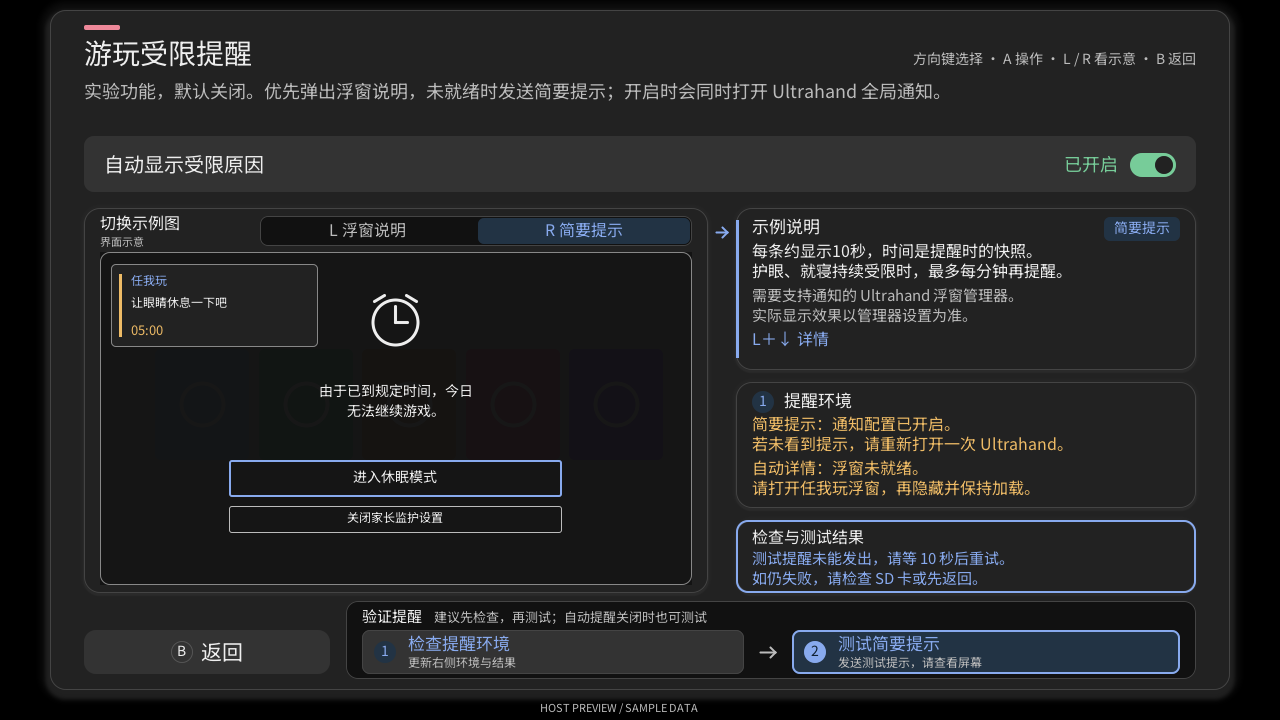 游玩受限提醒
方向键选择 · A 操作 · L / R 看示意 · B 返回
实验功能，默认关闭。优先弹出浮窗说明，未就绪时发送简要提示；开启时会同时打开 Ultrahand 全局通知。
自动显示受限原因
已开启
切换示例图
界面示意
L 浮窗说明
R 简要提示
任我玩
让眼睛休息一下吧
05:00
由于已到规定时间，今日
无法继续游戏。
进入休眠模式
关闭家长监护设置
示例说明
简要提示
每条约显示10秒，时间是提醒时的快照。
护眼、就寝持续受限时，最多每分钟再提醒。
需要支持通知的 Ultrahand 浮窗管理器。
实际显示效果以管理器设置为准。
L＋↓ 详情
1 提醒环境
简要提示：通知配置已开启。
若未看到提示，请重新打开一次 Ultrahand。
自动详情：浮窗未就绪。
请打开任我玩浮窗，再隐藏并保持加载。
检查与测试结果
测试提醒未能发出，请等 10 秒后重试。
如仍失败，请检查 SD 卡或先返回。
B 返回
验证提醒 建议先检查，再测试；自动提醒关闭时也可测试
1 检查提醒环境
更新右侧环境与结果
2 测试简要提示
发送测试提示，请查看屏幕
HOST PREVIEW / SAMPLE DATA